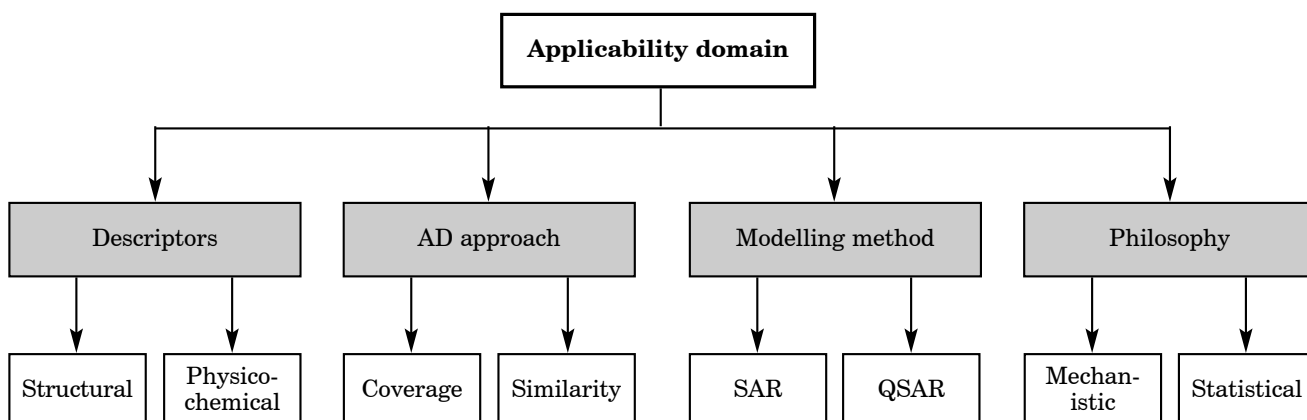 Applicability domain
Descriptors
AD approach
Modelling method
Philosophy
Structural
Physico-
chemical
Coverage
Similarity
SAR
QSAR
Mechan-
istic
Statistical